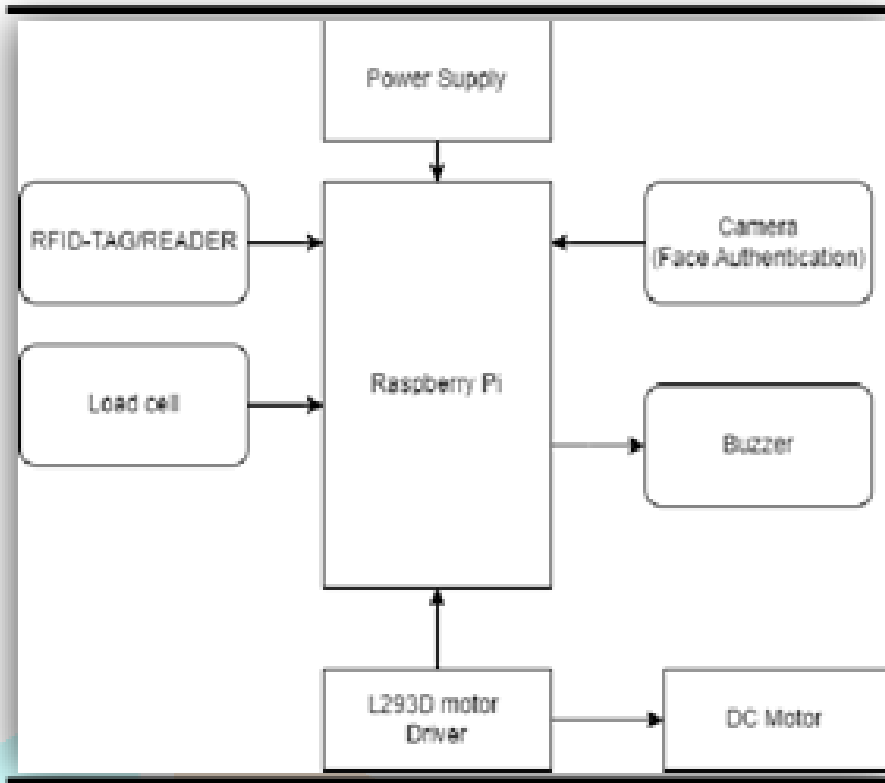 Power Supply
RFID-TAG/READER
Camera
(Face Authentication)
Load cell
Raspberry Pi
Buzzer
L293D motor
Driver
DC Motor